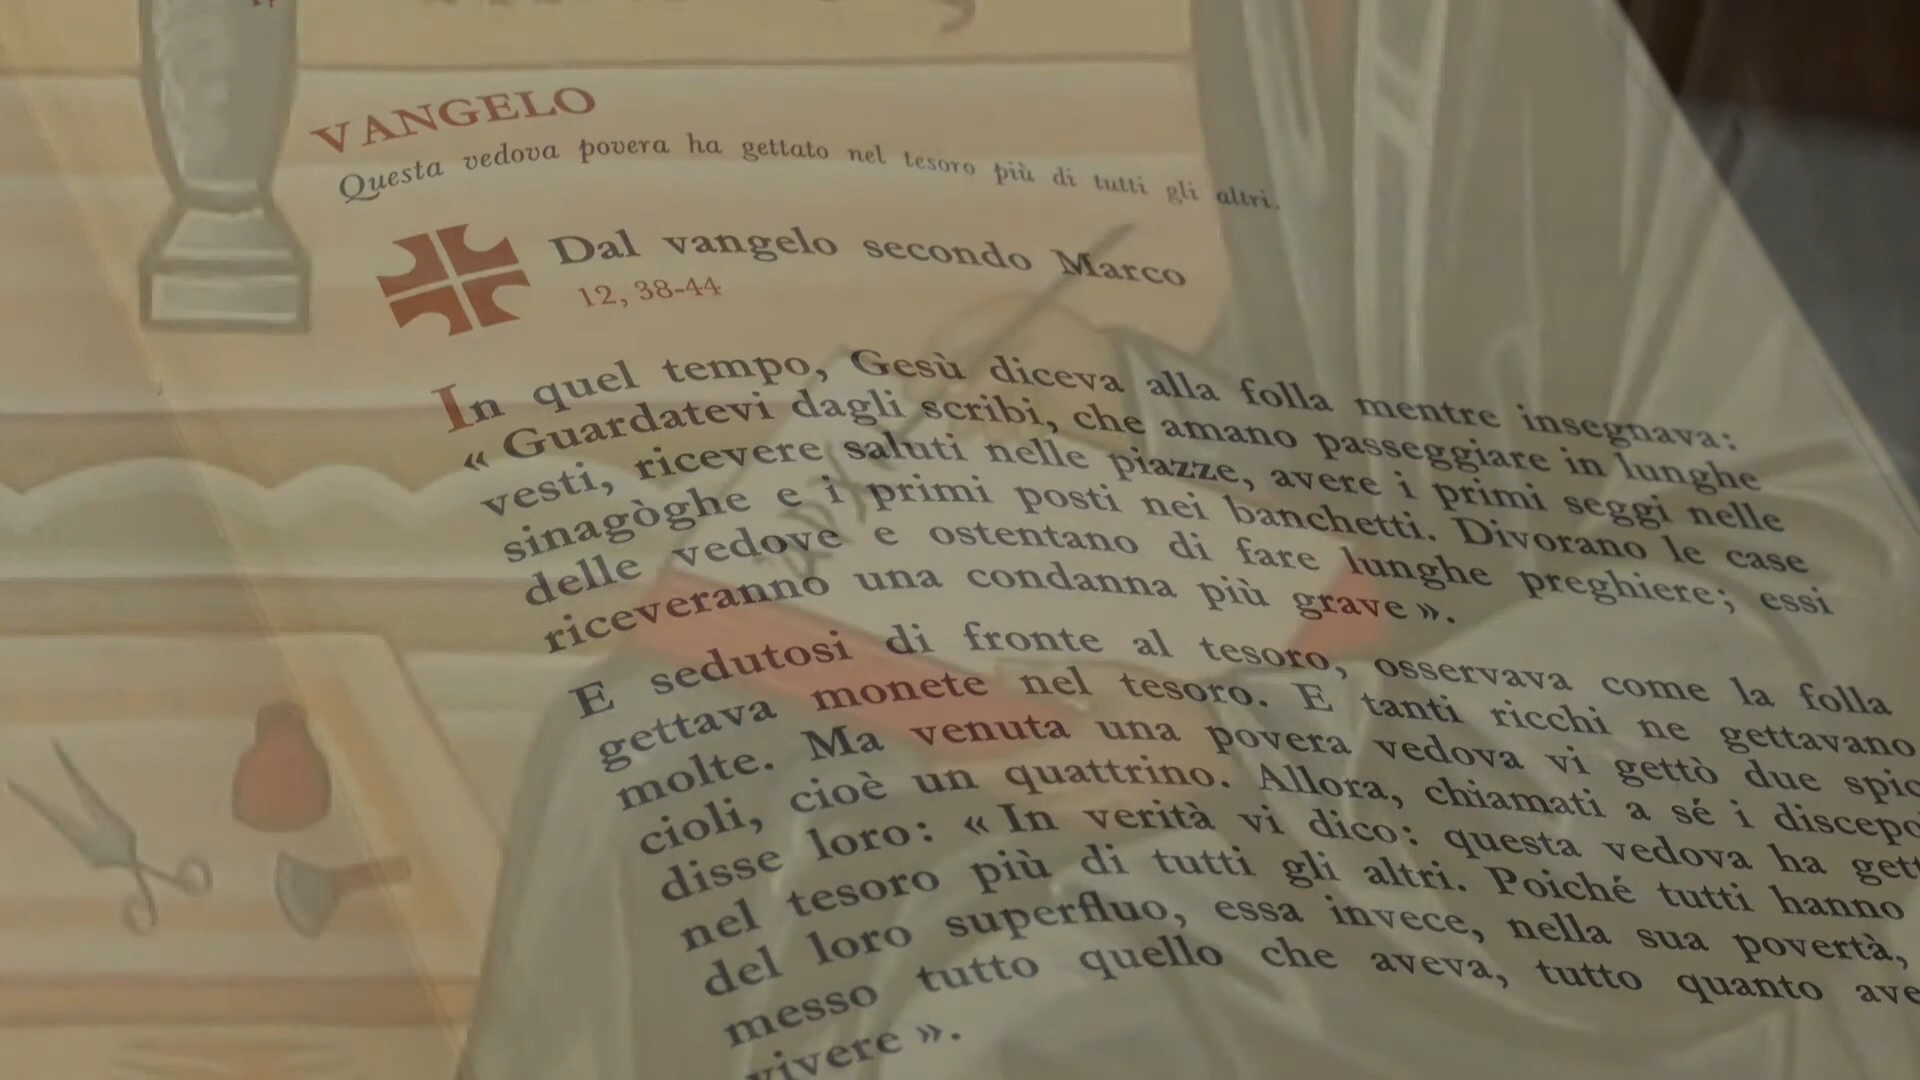 VANGELO
Questa vedova povera ha gettato nel tesoro più di tutti gli altri.
Dal vangelo secondo Marco
12, 38-44
In quel tempo, Gesù diceva alla folla mentre insegnava:
« Guardatevi dagli scribi, che amano passeggiare in lunghe
vesti, ricevere saluti nelle piazze, avere i primi seggi nelle
sinagòghe e i primi posti nei banchetti. Divorano le case
delle vedove e ostentano di fare lunghe preghiere; essi
riceveranno una condanna più grave ».
E sedutosi di fronte al tesoro, osservava come la folla
gettava monete nel tesoro. E tanti ricchi ne gettavano
molte. Ma venuta una povera vedova vi gettò due spic
cioli, cioè un quattrino. Allora, chiamati a sé i discepo
disse loro: « In verità vi dico: questa vedova ha gett
nel tesoro più di tutti gli altri. Poiché tutti hanno
del loro superfluo, essa invece, nella sua povertà,
messo tutto quello che aveva, tutto quanto ave
vivere ».